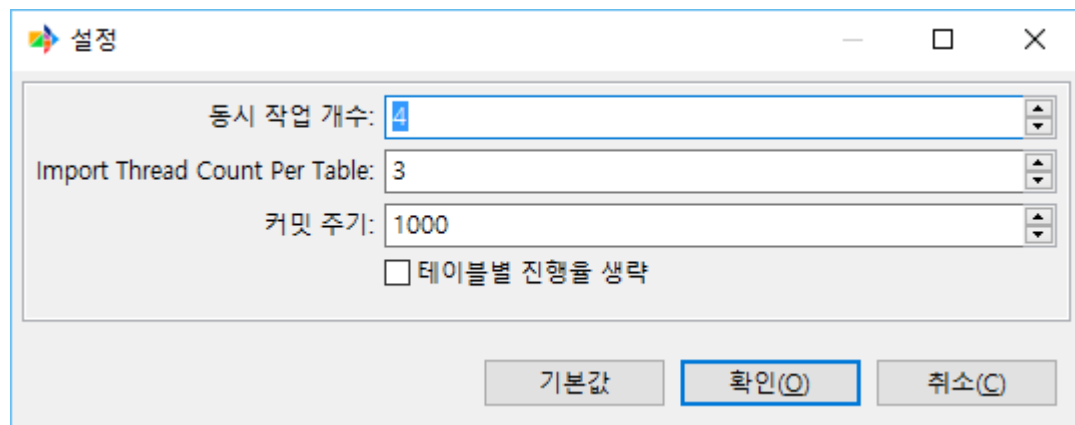 설정
동시 작업 개수: 4
Import Thread Count Per Table: 3
커밋 주기: 1000
테이블별 진행율 생략
기본값 확인(O) 취소(C)